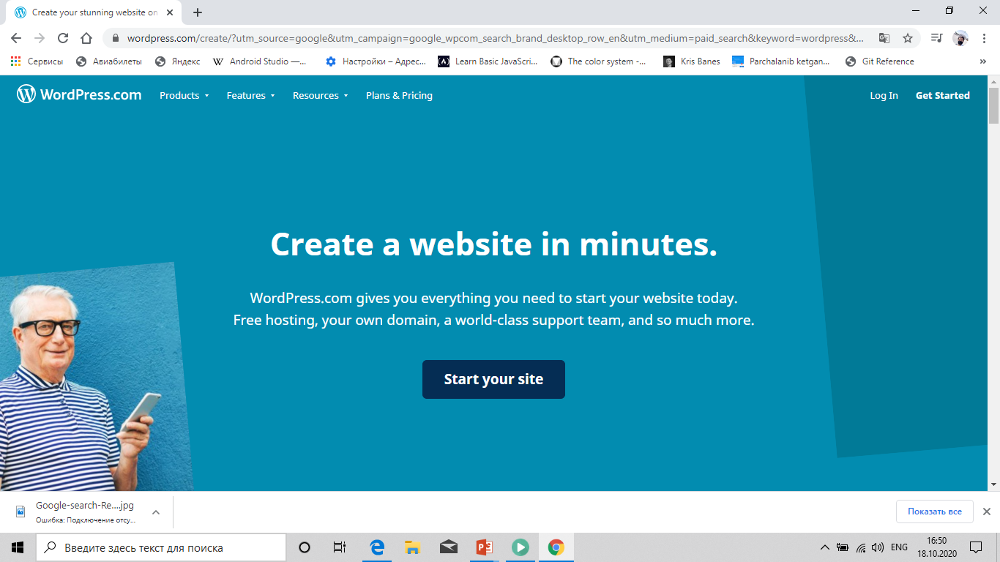 Create your stunning website on
wordpress.com/create/?utm_source=google&utm_campaign=google_wpcom_search_brand_desktop_row_en&utm_medium=paid_search&keyword=wordpress&...
Сервисы Авиабилеты Яндекс Android Studio —... Настройки – Адрес... Learn Basic JavaScri... The color system -... Kris Banes Parchalanib ketgan... Git Reference »
WordPress.com Products Features Resources Plans & Pricing Log In Get Started
Create a website in minutes.
WordPress.com gives you everything you need to start your website today.
Free hosting, your own domain, a world-class support team, and so much more.
Start your site
Google-search-Re....jpg
Ошибка: Подключение отсу...
Показать все
Введите здесь текст для поиска
ENG
16:50
18.10.2020